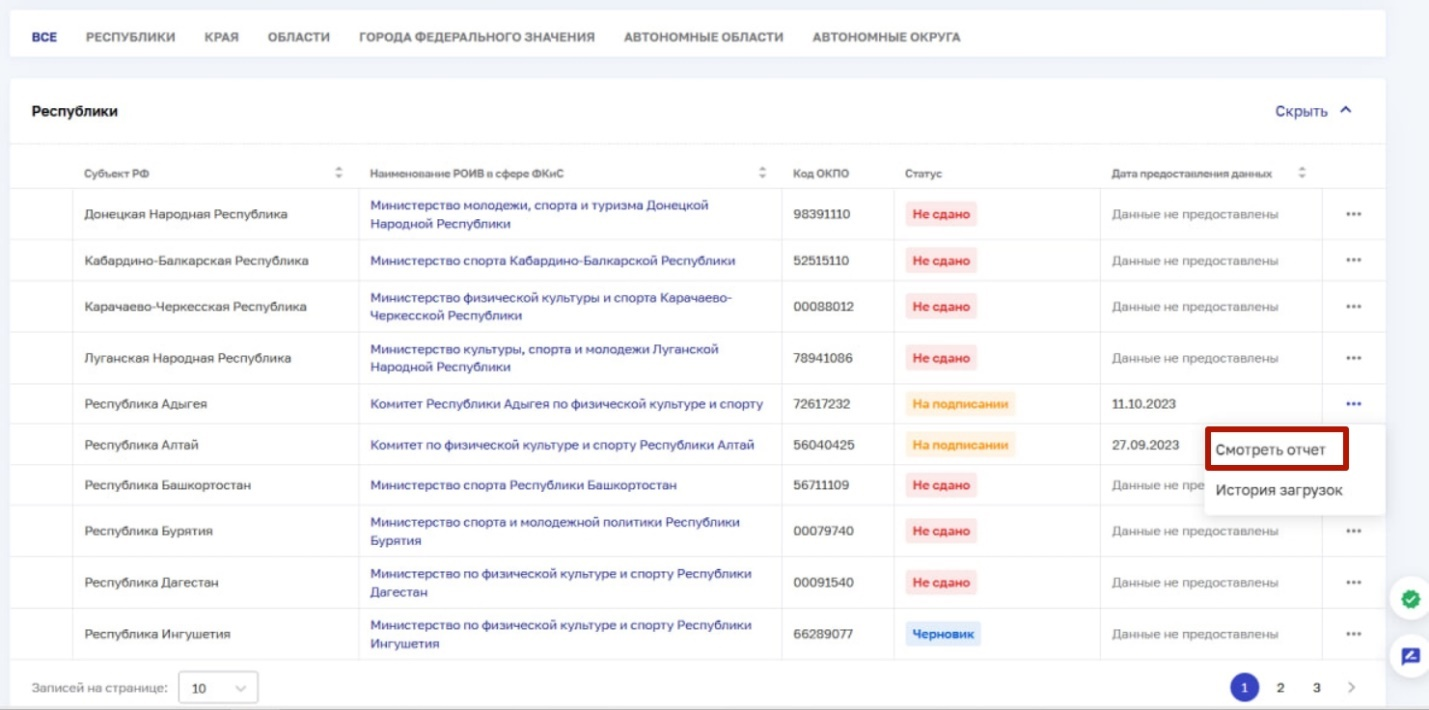 ВСЕ РЕСПУБЛИКИ КРАЯ ОБЛАСТИ ГОРОДА ФЕДЕРАЛЬНОГО ЗНАЧЕНИЯ АВТОНОМНЫЕ ОБЛАСТИ АВТОНОМНЫЕ ОКРУГА
Республики Скрыть
Субъект РФ Наименование РОИВ в сфере ФКиС Код ОКПО Статус Дата предоставления данных
Донецкая Народная Республика Министерство молодежи, спорта и туризма Донецкой
Народной Республики 98391110 Не сдано Данные не предоставлены
Кабардино-Балкарская Республика Министерство спорта Кабардино-Балкарской Республики 52515110 Не сдано Данные не предоставлены
Карачаево-Черкесская Республика Министерство физической культуры и спорта Карачаево-
Черкесской Республики 00088012 Не сдано Данные не предоставлены
Луганская Народная Республика Министерство культуры, спорта и молодежи Луганской
Народной Республики 78941086 Не сдано Данные не предоставлены
Республика Адыгея Комитет Республики Адыгея по физической культуре и спорту 72617232 На подписании 11.10.2023
Республика Алтай Комитет по физической культуре и спорту Республики Алтай 56040425 На подписании 27.09.2023
Смотреть отчет
Республика Башкортостан Министерство спорта Республики Башкортостан 56711109 Не сдано Данные не пре
История загрузок
Республика Бурятия Министерство спорта и молодежной политики Республики
Бурятия 00079740 Не сдано Данные не предоставлены
Республика Дагестан Министерство по физической культуре и спорту Республики
Дагестан 00091540 Не сдано Данные не предоставлены
Республика Ингушетия Министерство по физической культуре и спорту Республики
Ингушетия 66289077 Черновик Данные не предоставлены
Записей на странице: 10 1 2 3